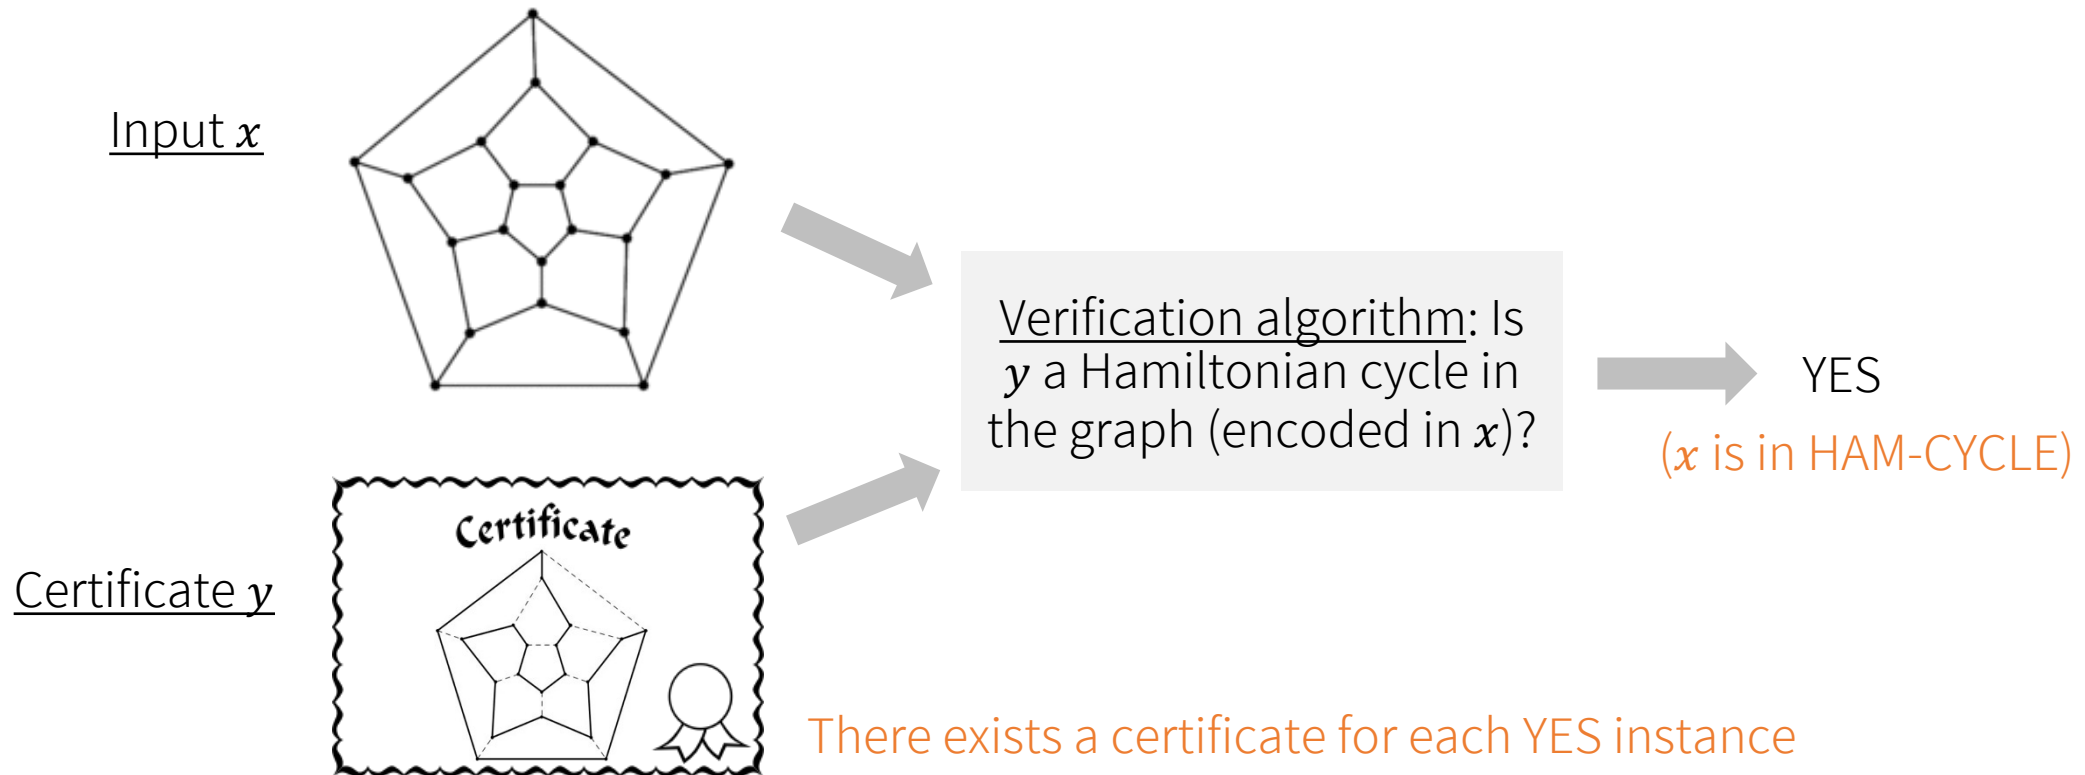 Input x
Verification algorithm: Is
y a Hamiltonian cycle in
the graph (encoded in x)?
YES
(x is in HAM-CYCLE)
Certificate
Certificate y
There exists a certificate for each YES instance